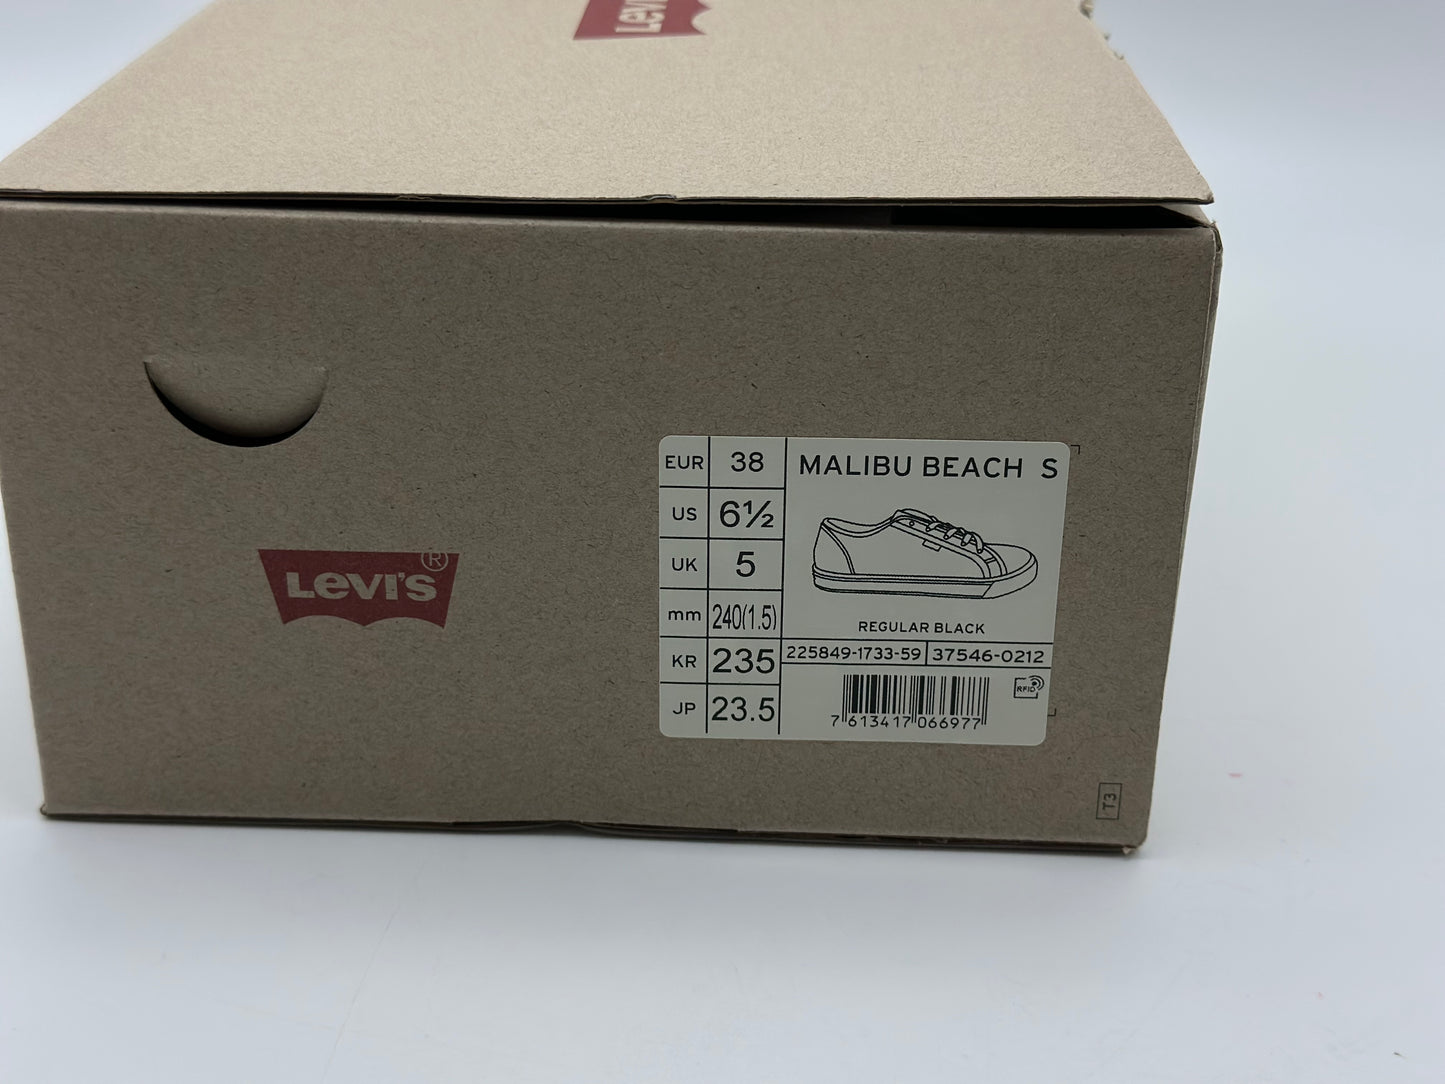 Levi
Levi's®
EUR 38
US 6½
UK 5
mm 240(1.5)
KR 235
JP 23.5
MALIBU BEACH S
REGULAR BLACK
225849-1733-59 37546-0212
RFID
7 613417 066977
T3